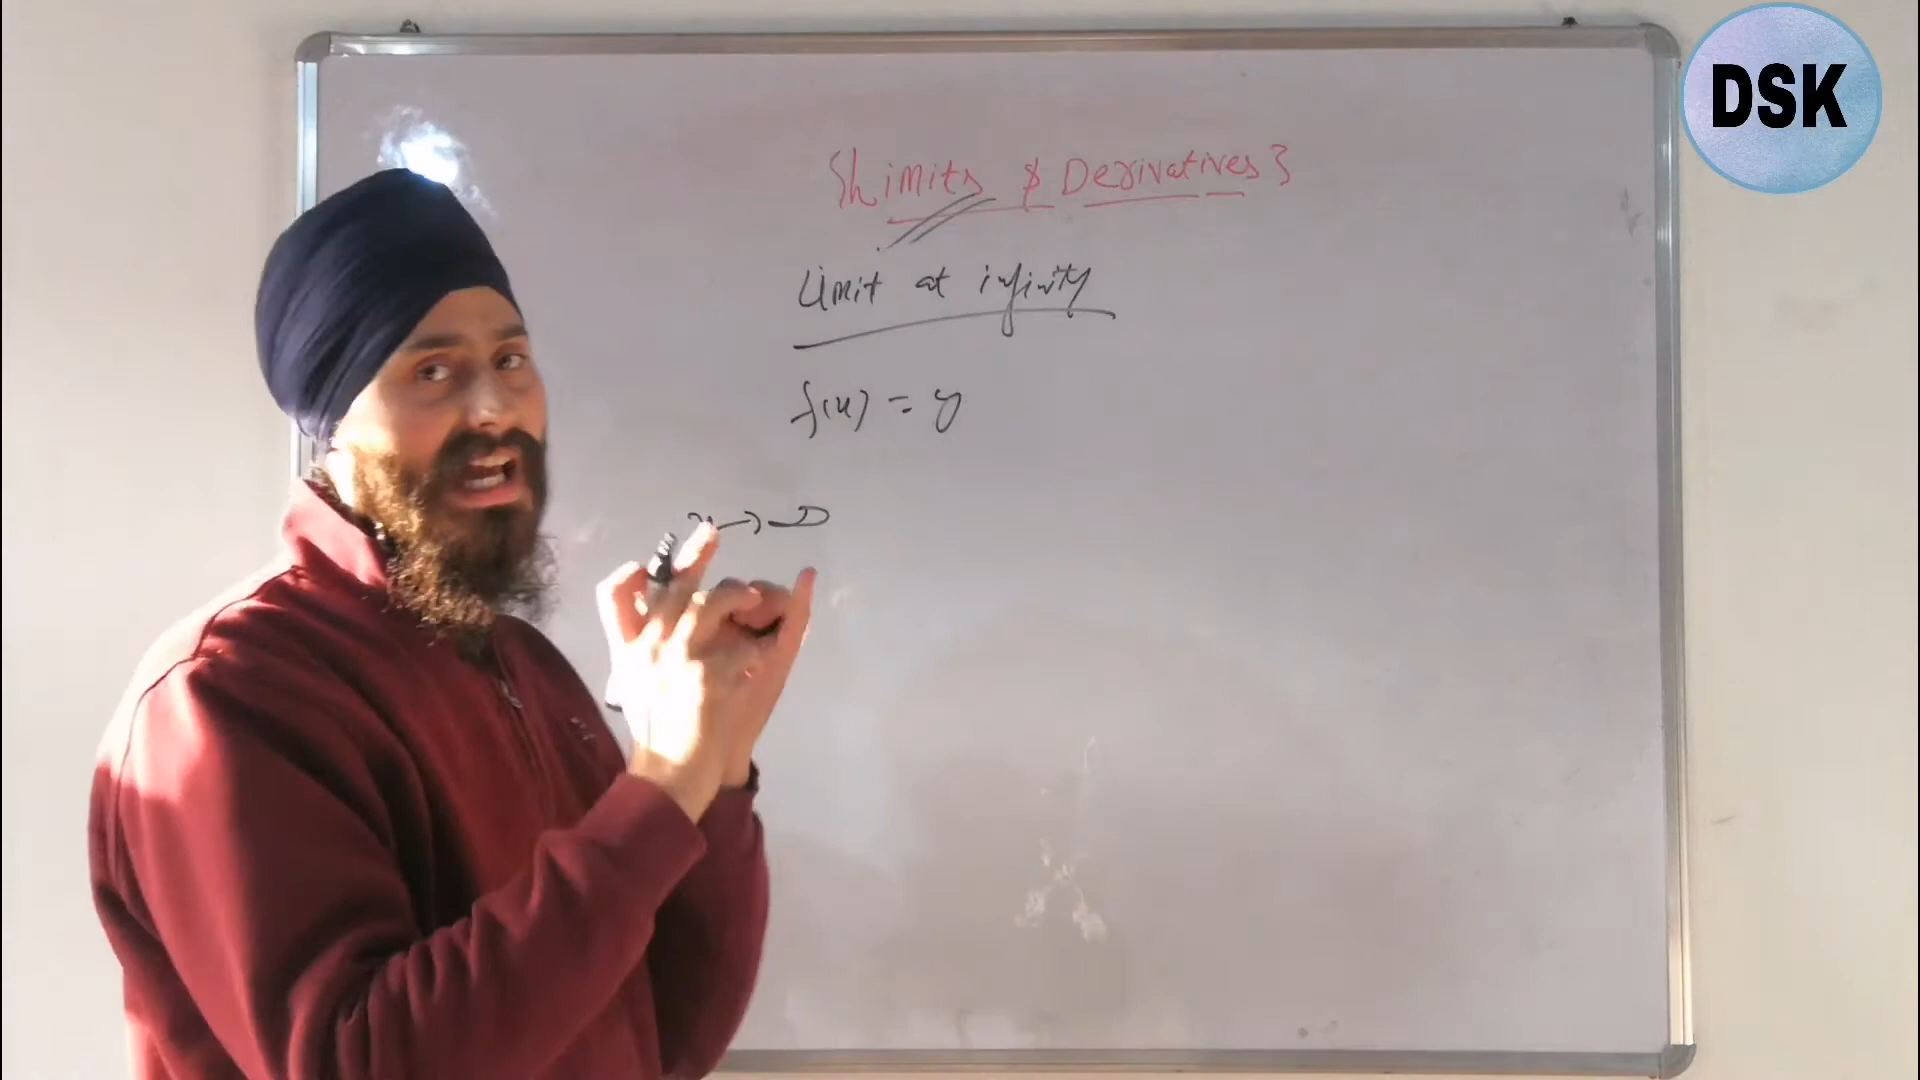 DSK
{Limits & Derivatives}
Limit at infinity
f(x) = y
x → ∞